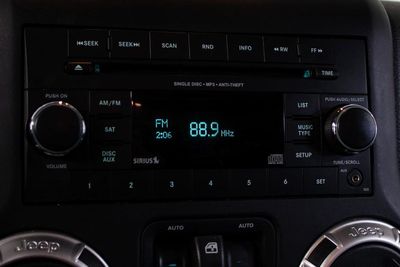 <SEEK SEEK> SCAN RND INFO <<RW FF>>
SINGLE DISC • MP3 • ANTI-THEFT
TIME
PUSH ON
AM/FM
SAT
DISC
AUX
VOLUME
FM
2:06
88.9 MHz
SIRIUS
LIST
MUSIC
TYPE
SETUP
PUSH AUDIO/SELECT
TUNE/SCROLL
1 2 3 4 5 6 SET
AUTO AUTO
Jeep Jeep